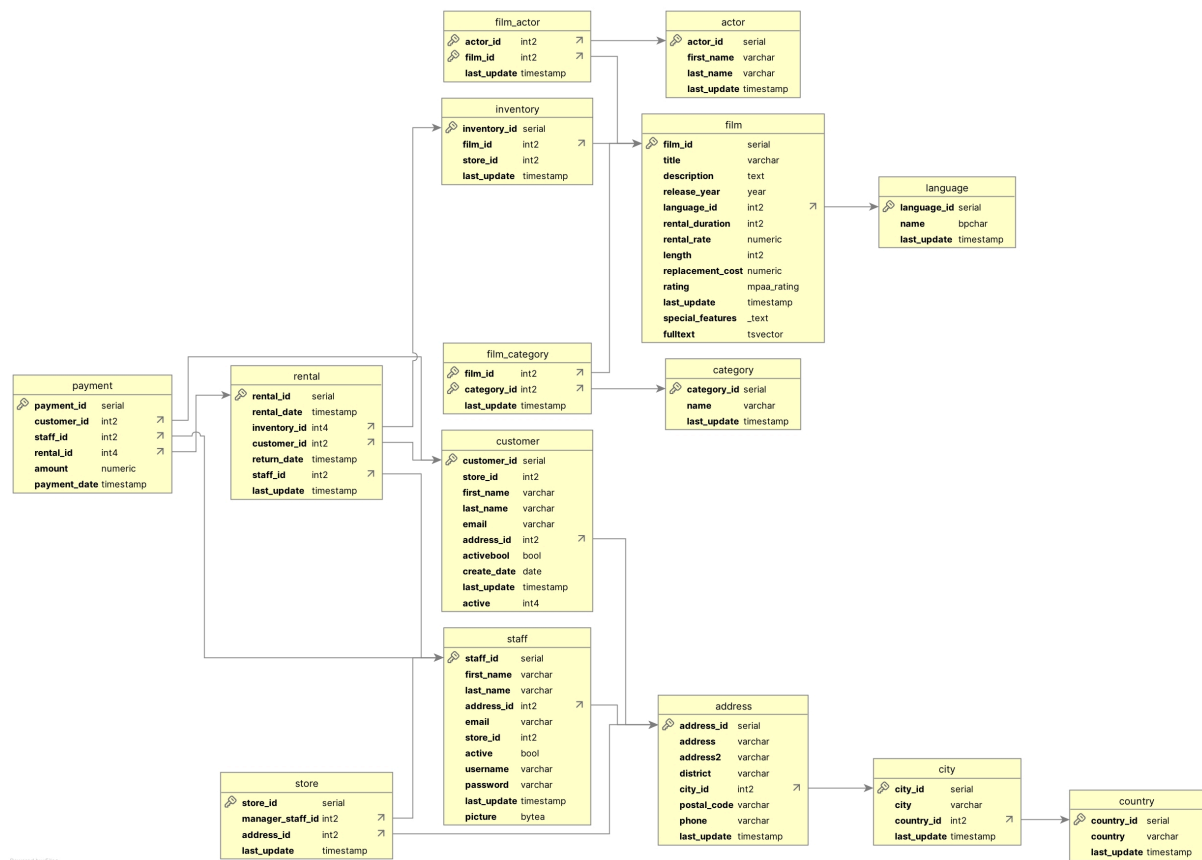 film_actor
actor_id int2
film_id int2
last_update timestamp
actor
actor_id serial
first_name varchar
last_name varchar
last_update timestamp
inventory
inventory_id serial
film_id int2
store_id int2
last_update timestamp
film
film_id serial
title varchar
description text
release_year year
language_id int2
rental_duration int2
rental_rate numeric
length int2
replacement_cost numeric
rating mpaa_rating
last_update timestamp
special_features _text
fulltext tsvector
language
language_id serial
name bpchar
last_update timestamp
film_category
film_id int2
category_id int2
last_update timestamp
category
category_id serial
name varchar
last_update timestamp
payment
payment_id serial
customer_id int2
staff_id int2
rental_id int4
amount numeric
payment_date timestamp
rental
rental_id serial
rental_date timestamp
inventory_id int4
customer_id int2
return_date timestamp
staff_id int2
last_update timestamp
customer
customer_id serial
store_id int2
first_name varchar
last_name varchar
email varchar
address_id int2
activebool bool
create_date date
last_update timestamp
active int4
staff
staff_id serial
first_name varchar
last_name varchar
address_id int2
email varchar
store_id int2
active bool
username varchar
password varchar
last_update timestamp
picture bytea
store
store_id serial
manager_staff_id int2
address_id int2
last_update timestamp
address
address_id serial
address varchar
address2 varchar
district varchar
city_id int2
postal_code varchar
phone varchar
last_update timestamp
city
city_id serial
city varchar
country_id int2
last_update timestamp
country
country_id serial
country varchar
last_update timestamp